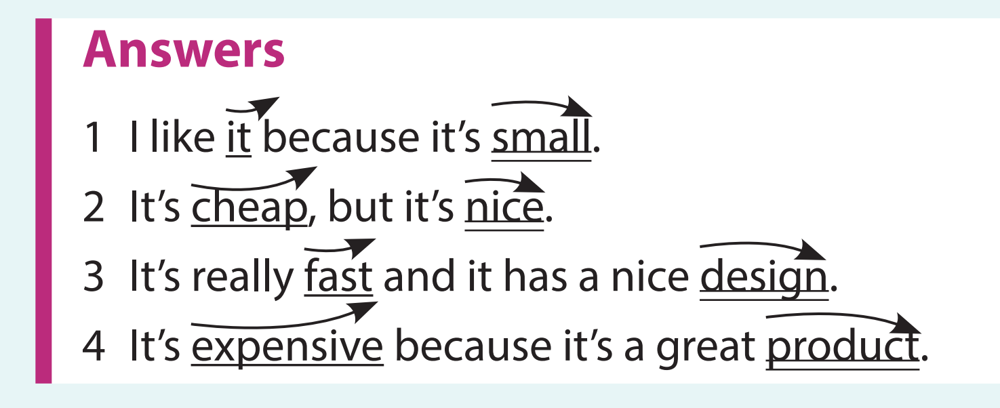 Answers
1 I like it because it’s small.
2 It’s cheap, but it’s nice.
3 It’s really fast and it has a nice design.
4 It’s expensive because it’s a great product.